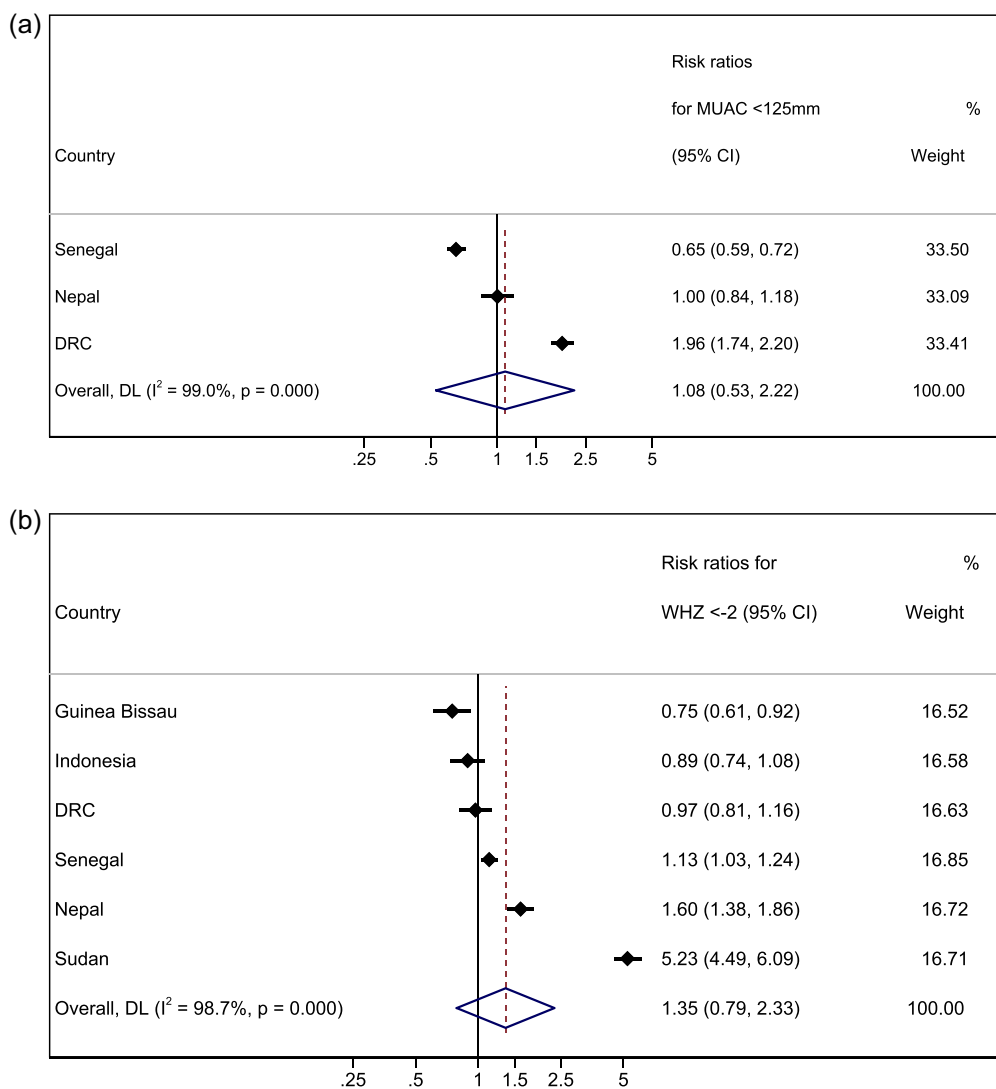 (a)
Risk ratios
for MUAC <125mm %
Country (95% CI) Weight
Senegal 0.65 (0.59, 0.72) 33.50
Nepal 1.00 (0.84, 1.18) 33.09
DRC 1.96 (1.74, 2.20) 33.41
Overall, DL (I² = 99.0%, p = 0.000) 1.08 (0.53, 2.22) 100.00
.25 .5 1 1.5 2.5 5
(b)
Risk ratios for %
Country WHZ <-2 (95% CI) Weight
Guinea Bissau 0.75 (0.61, 0.92) 16.52
Indonesia 0.89 (0.74, 1.08) 16.58
DRC 0.97 (0.81, 1.16) 16.63
Senegal 1.13 (1.03, 1.24) 16.85
Nepal 1.60 (1.38, 1.86) 16.72
Sudan 5.23 (4.49, 6.09) 16.71
Overall, DL (I² = 98.7%, p = 0.000) 1.35 (0.79, 2.33) 100.00
.25 .5 1 1.5 2.5 5